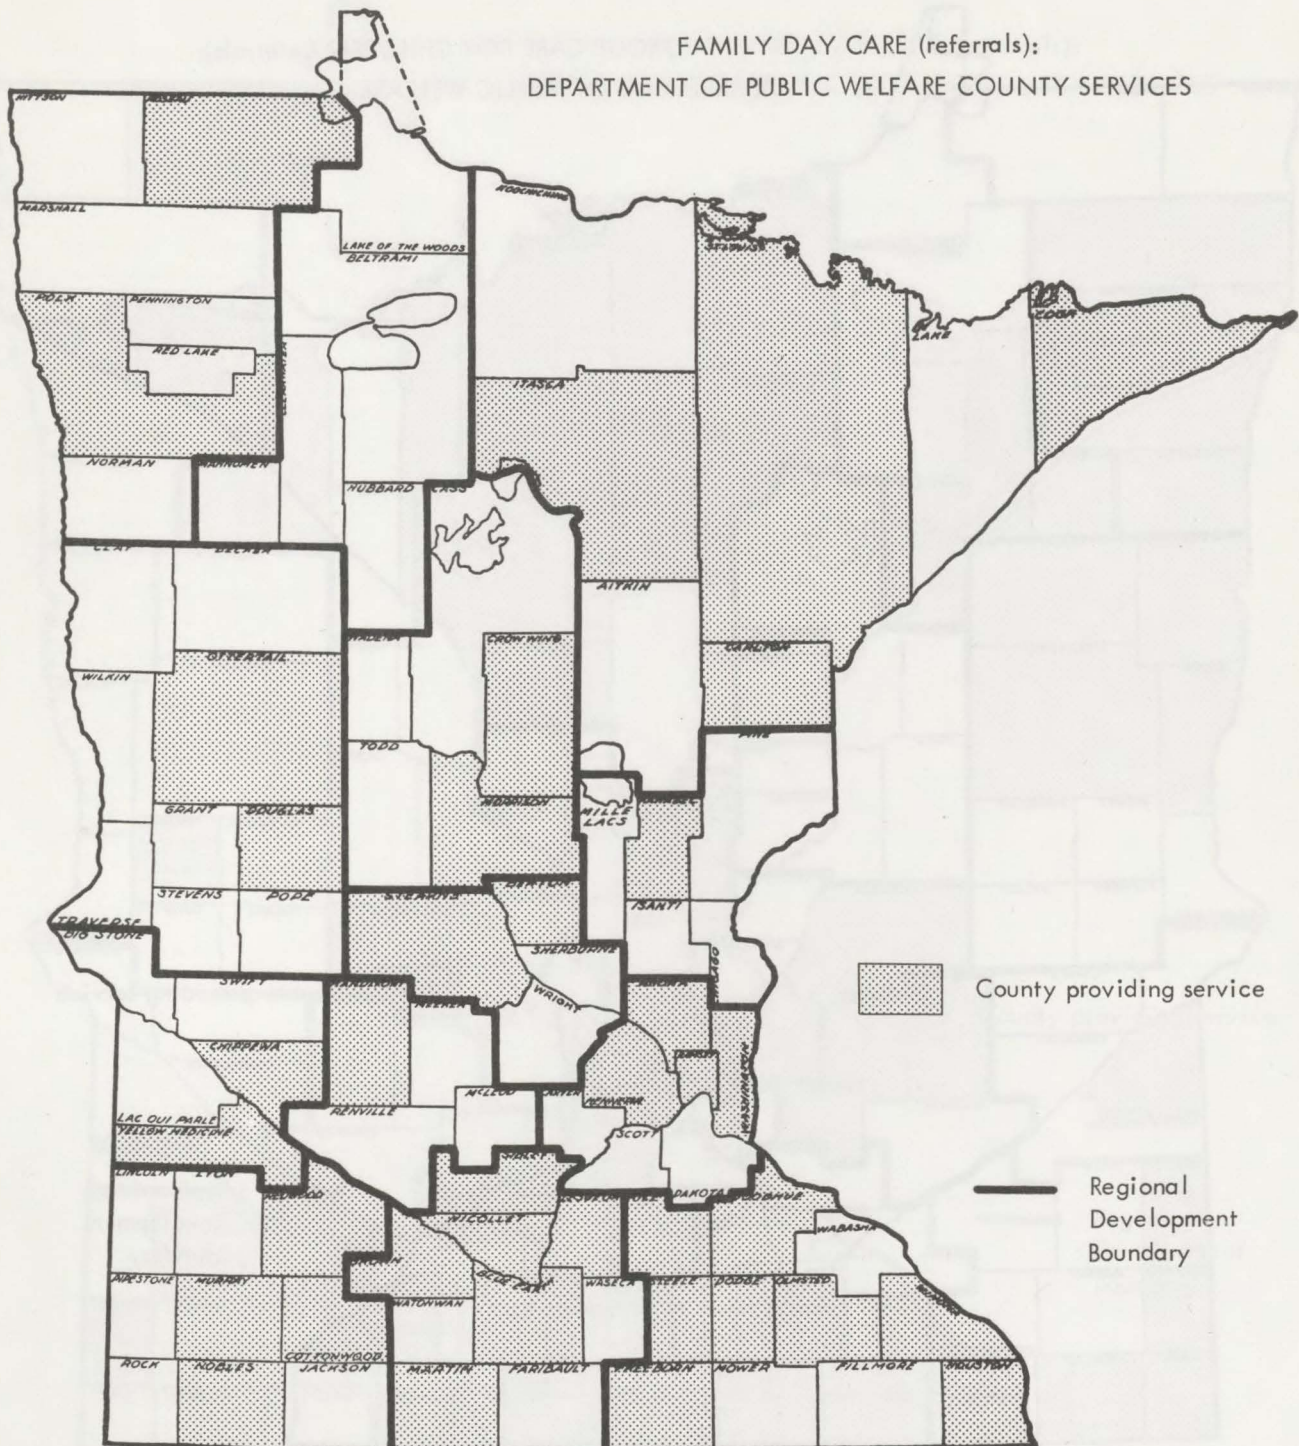 FAMILY DAY CARE (referrals):
DEPARTMENT OF PUBLIC WELFARE COUNTY SERVICES
KITTSON
MARSHALL
KOOCHICHING
LAKE OF THE WOODS
BELTRAMI
POLK
PENNINGTON
RED LAKE
LAKE
COOK
ITASCA
NORMAN
MAHNOMEN
HUBBARD
CASS
CLAY
BECKER
AITKIN
WADENA
CROW WING
CARLTON
OTTERTAIL
WILKIN
TODD
PINE
GRANT
DOUGLAS
MORRISON
MILLE
LACS
STEVENS
POPE
STEARNS
BENTON
ISANTI
TRAVERSE
BIG STONE
SHERBURNE
SWIFT
WRIGHT
County providing service
CHIPPEWA
LAC QUI PARLE
YELLOW MEDICINE
RENVILLE
McLEOD
CARVER
HENNEPIN
WASHINGTON
SCOTT
LINCOLN
LYON
REDWOOD
DAKOTA
NICOLLET
WABASHA
Regional
Development
Boundary
PIPESTONE
MURRAY
BLUE EARTH
WASECA
STEELE
DODGE
OLMSTED
WATONWAN
COTTONWOOD
ROCK
NOBLES
JACKSON
MARTIN
FARIBAULT
FREEBORN
MOWER
FILLMORE
HOUSTON